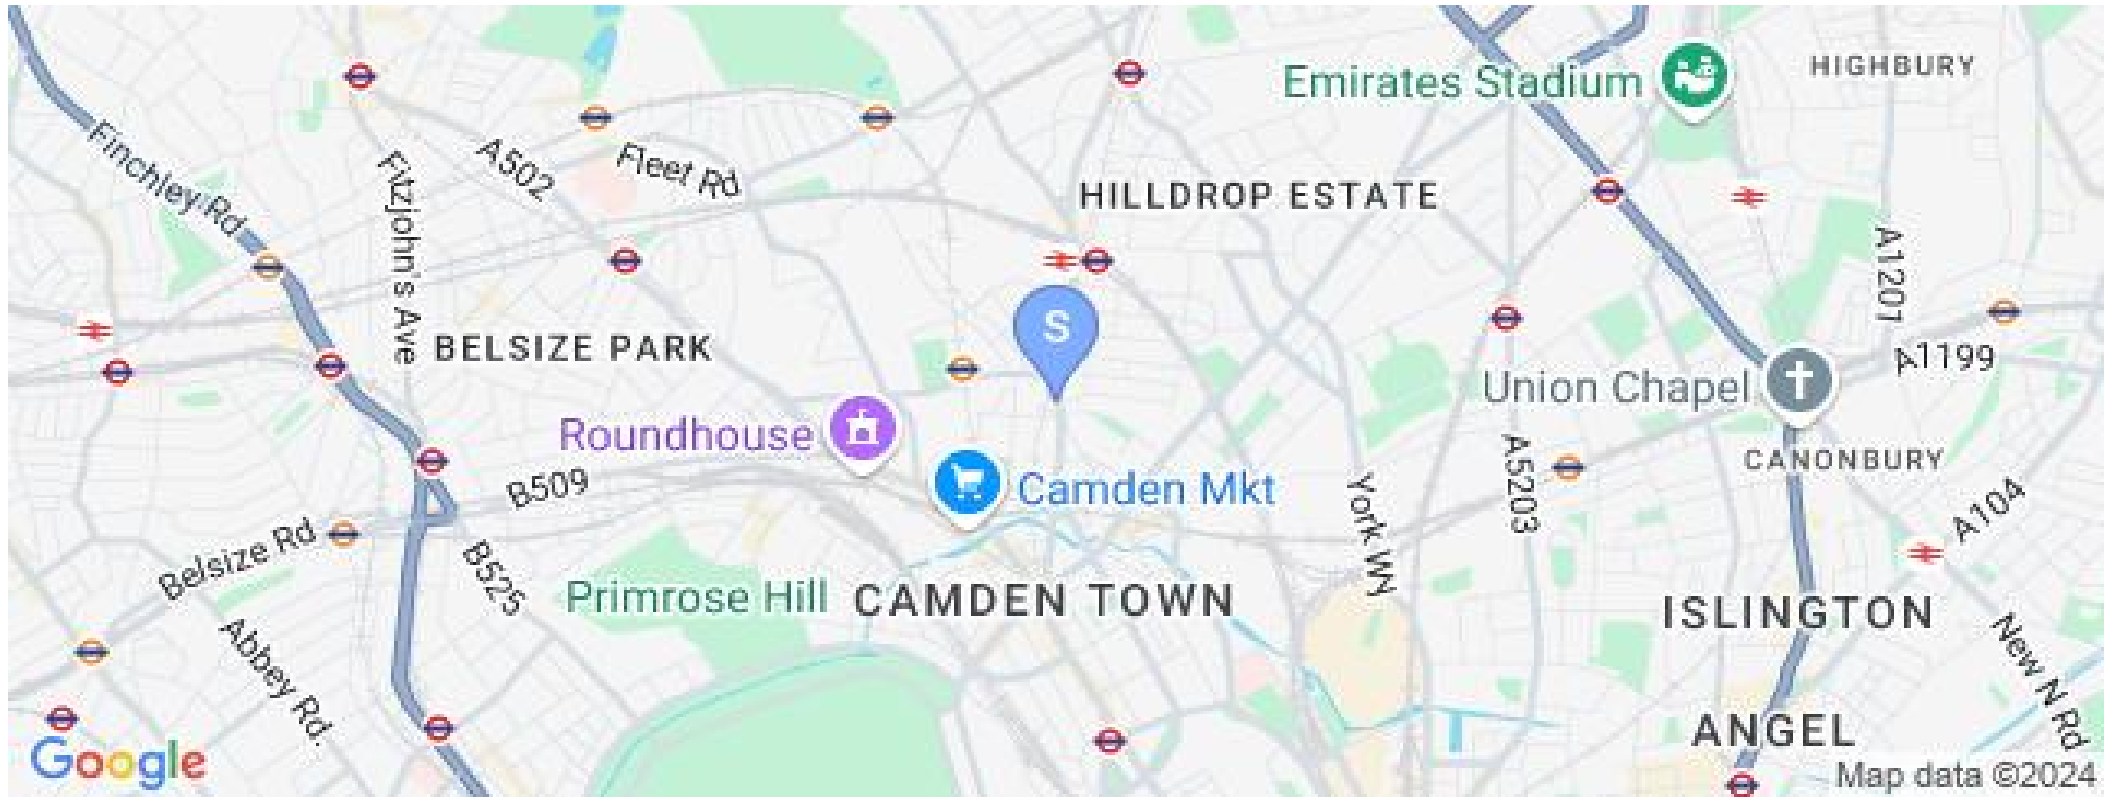 Emirates Stadium
HIGHBURY
Finchley Rd
Fitzjohn's Ave
A502
Fleet Rd
HILLDROP ESTATE
A1201
S
BELSIZE PARK
A1199
Union Chapel
Roundhouse
CANONBURY
B509
Camden Mkt
York Wy
A5203
A104
Belsize Rd
B525
Primrose Hill
CAMDEN TOWN
ISLINGTON
Abbey Rd.
New N Rd
ANGEL
Google
Map data ©2024